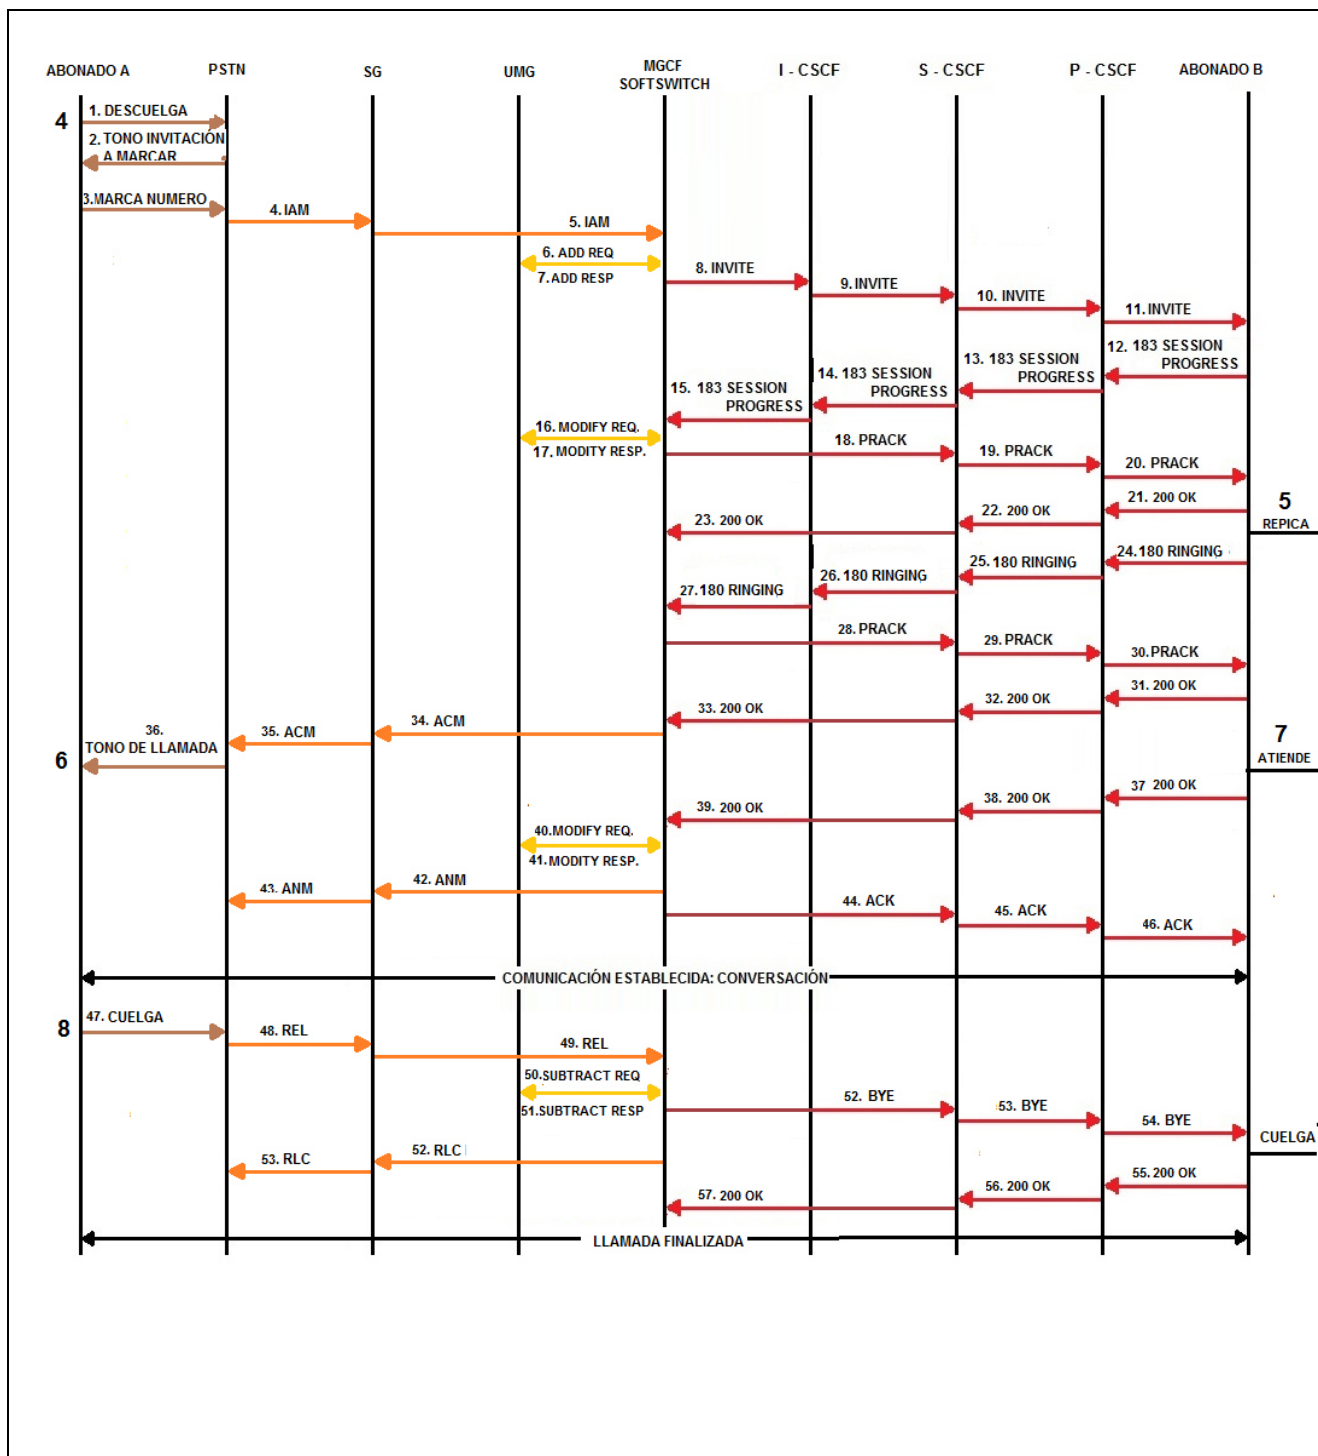 ABONADO A
PSTN
SG
UMG
MGCF
SOFTSWITCH
I - CSCF
S - CSCF
P - CSCF
ABONADO B
4
1. DESCUELGA
2. TONO INVITACIÓN
A MARCAR
3.MARCA NUMERO
4. IAM
5. IAM
6. ADD REQ
7. ADD RESP
8. INVITE
9. INVITE
10. INVITE
11. INVITE
12. 183 SESSION
PROGRESS
13. 183 SESSION
PROGRESS
14. 183 SESSION
PROGRESS
15. 183 SESSION
PROGRESS
16. MODIFY REQ.
17. MODITY RESP.
18. PRACK
19. PRACK
20. PRACK
21. 200 OK
22. 200 OK
23. 200 OK
5
REPICA
24.180 RINGING
25. 180 RINGING
26. 180 RINGING
27. 180 RINGING
28. PRACK
29. PRACK
30. PRACK
31. 200 OK
32. 200 OK
33. 200 OK
34. ACM
35. ACM
36.
TONO DE LLAMADA
6
7
ATIENDE
37 200 OK
38. 200 OK
39. 200 OK
40.MODIFY REQ.
41. MODITY RESP.
42. ANM
43. ANM
44. ACK
45. ACK
46. ACK
COMUNICACIÓN ESTABLECIDA: CONVERSACIÓN
8
47. CUELGA
48. REL
49. REL
50.SUBTRACT REQ
51.SUBTRACT RESP
52. BYE
53. BYE
54. BYE
CUELGA
52. RLC
53. RLC
55. 200 OK
56. 200 OK
57. 200 OK
LLAMADA FINALIZADA